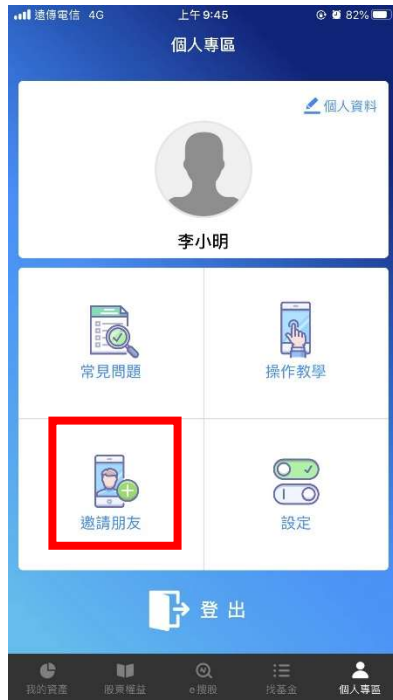 遠傳電信 4G 上午9:45 82%
個人專區
個人資料
李小明
常見問題 操作教學
邀請朋友 設定
登出
我的資產 股東權益 e搜股 找基金 個人專區